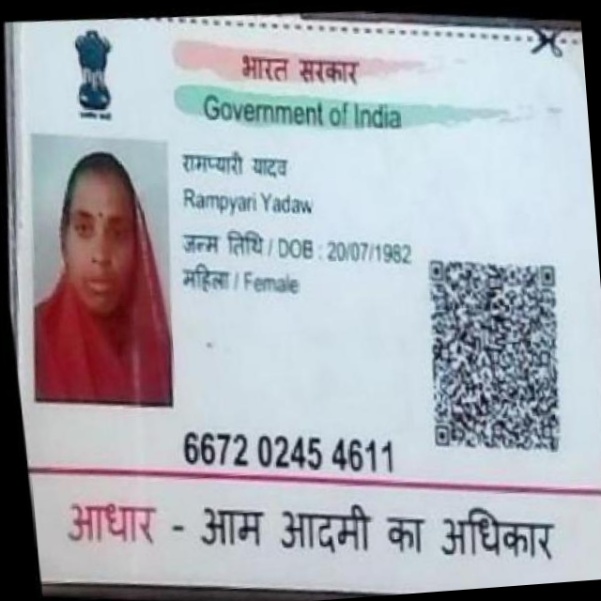 भारत सरकार
Government of India
रामप्यारी यादव
Rampyari Yadaw
जन्म तिथि / DOB : 20/07/1982
महिला / Female
6672 0245 4611
आधार - आम आदमी का अधिकार